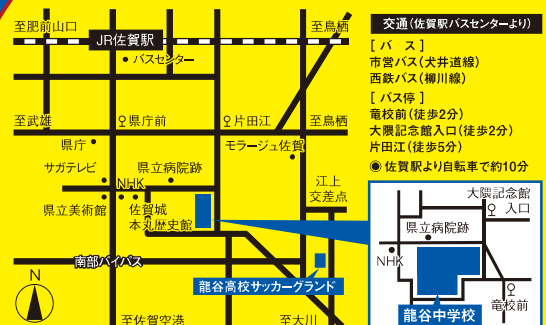 至肥前山口
JR佐賀駅
至鳥栖
バスセンター
至武雄
県庁前
片田江
至鳥栖
県庁
モラージュ佐賀
サガテレビ
県立病院跡
NHK
江上
交差点
県立美術館
佐賀城
本丸歴史館
南部バイパス
龍谷高校サッカーグランド
N
至佐賀空港
至大川
交通(佐賀駅バスセンターより)
[ バ ス ]
市営バス(犬井道線)
西鉄バス(柳川線)
[ バス停 ]
竜校前(徒歩2分)
大隈記念館入口(徒歩2分)
片田江(徒歩5分)
◉ 佐賀駅より自転車で約10分
大隈記念館
入口
県立病院跡
NHK
竜谷前
龍谷中学校